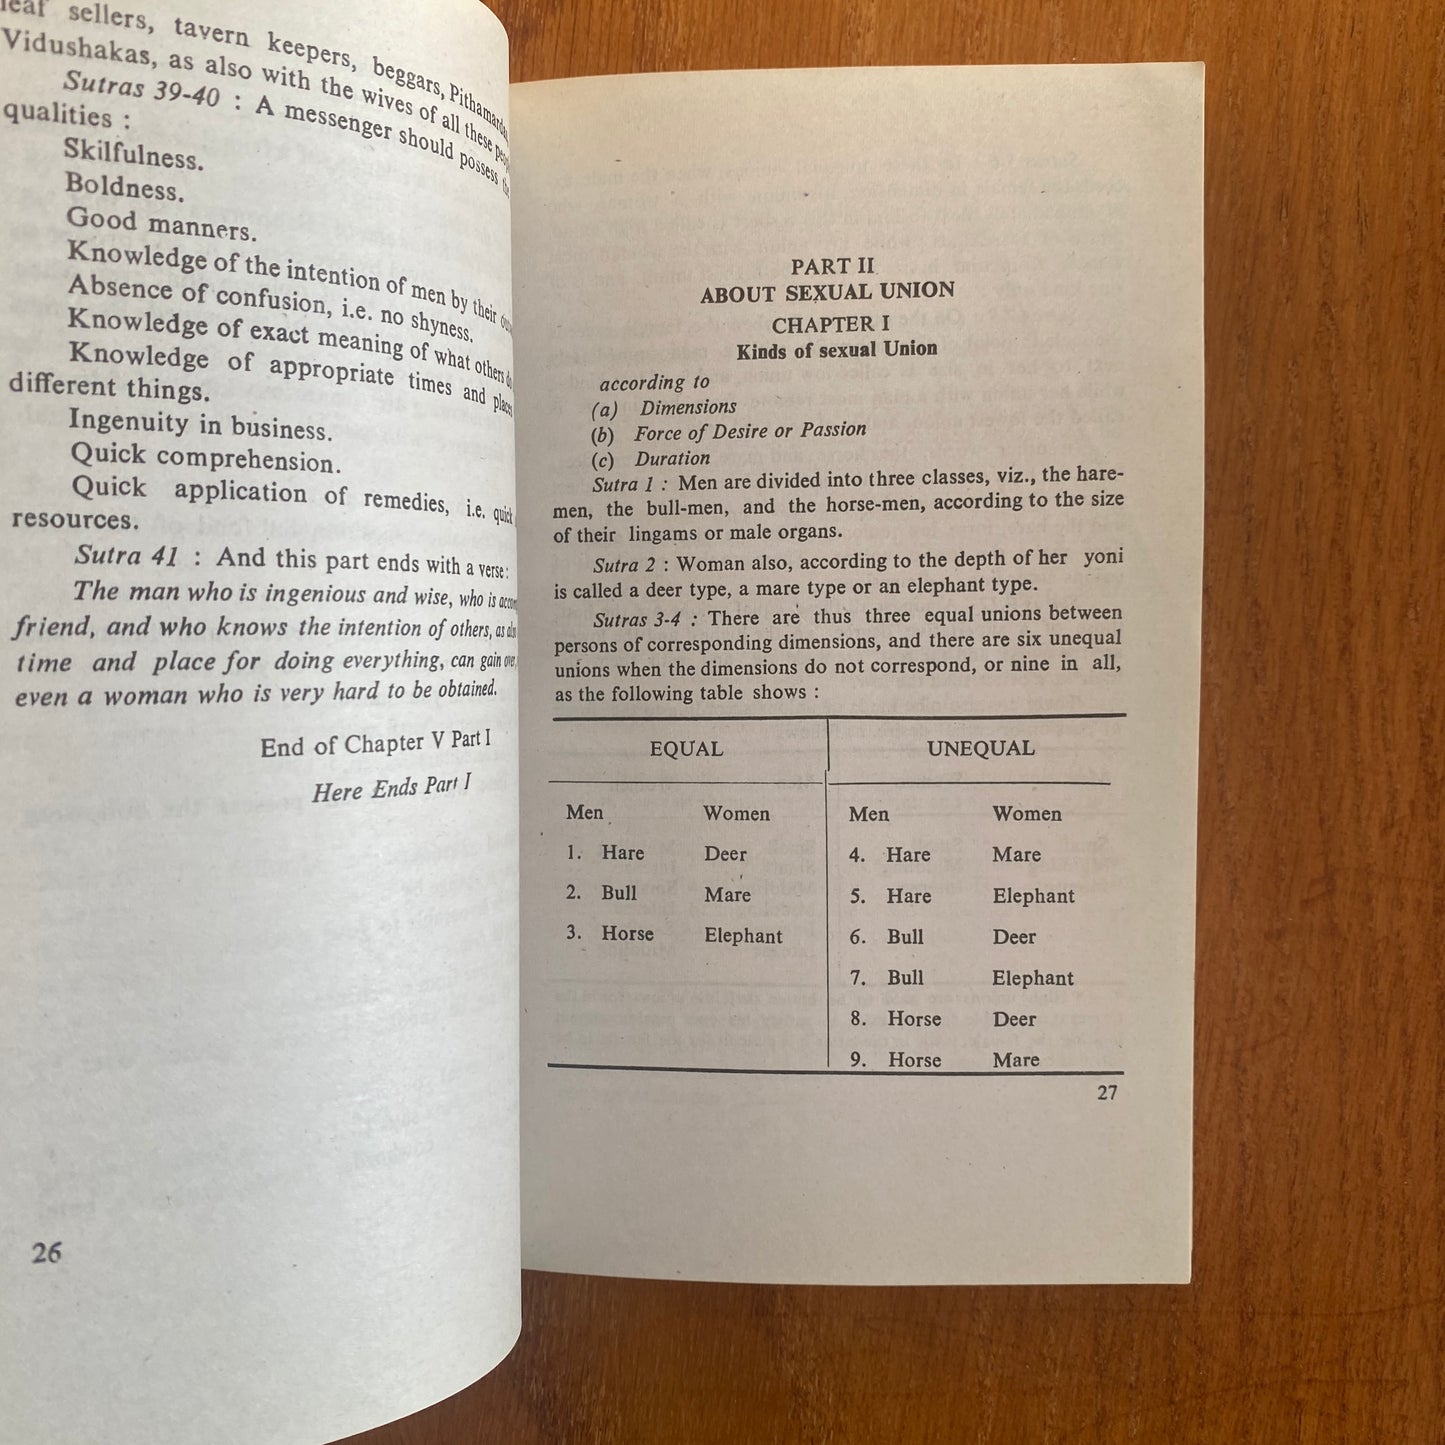 leaf sellers, tavern keepers, beggars, Pithamardas,
Vidushakas, as also with the wives of all these
Sutras 39-40 : A messenger should possess
qualities :
Skilfulness.
Boldness.
Good manners.
Knowledge of the intention of men by their
Absence of confusion, i.e. no shyness.
Knowledge of exact meaning of what others do
Knowledge of appropriate times and places
different things.
Ingenuity in business.
Quick comprehension.
Quick application of remedies, i.e. quick
resources.
Sutra 41 : And this part ends with a verse:
The man who is ingenious and wise, who is
friend, and who knows the intention of others, as also
time and place for doing everything, can gain over
even a woman who is very hard to be obtained.
End of Chapter V Part I
Here Ends Part I
26
PART II
ABOUT SEXUAL UNION
CHAPTER I
Kinds of sexual Union
according to
(a) Dimensions
(b) Force of Desire or Passion
(c) Duration
Sutra 1 : Men are divided into three classes, viz., the hare-
men, the bull-men, and the horse-men, according to the size
of their lingams or male organs.
Sutra 2 : Woman also, according to the depth of her yoni
is called a deer type, a mare type or an elephant type.
Sutras 3-4 : There are thus three equal unions between
persons of corresponding dimensions, and there are six unequal
unions when the dimensions do not correspond, or nine in all,
as the following table shows :
EQUAL UNEQUAL
Men Women Men Women
1. Hare Deer 4. Hare Mare
2. Bull Mare 5. Hare Elephant
3. Horse Elephant 6. Bull Deer
7. Bull Elephant
8. Horse Deer
9. Horse Mare
27